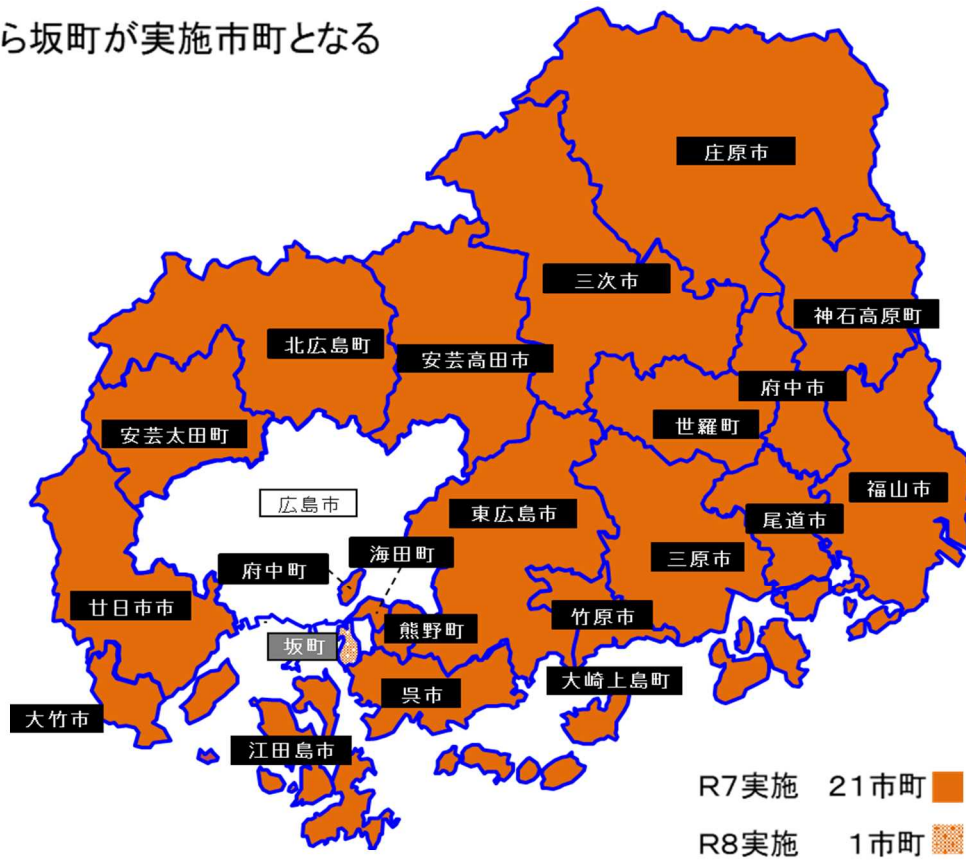 ら坂町が実施市町となる
庄原市
三次市
神石高原町
北広島町
安芸高田市
府中市
世羅町
安芸太田町
福山市
広島市
東広島市
尾道市
海田町
三原市
府中町
廿日市市
竹原市
熊野町
坂町
大崎上島町
呉市
大竹市
江田島市
R7実施 21市町
R8実施 1市町